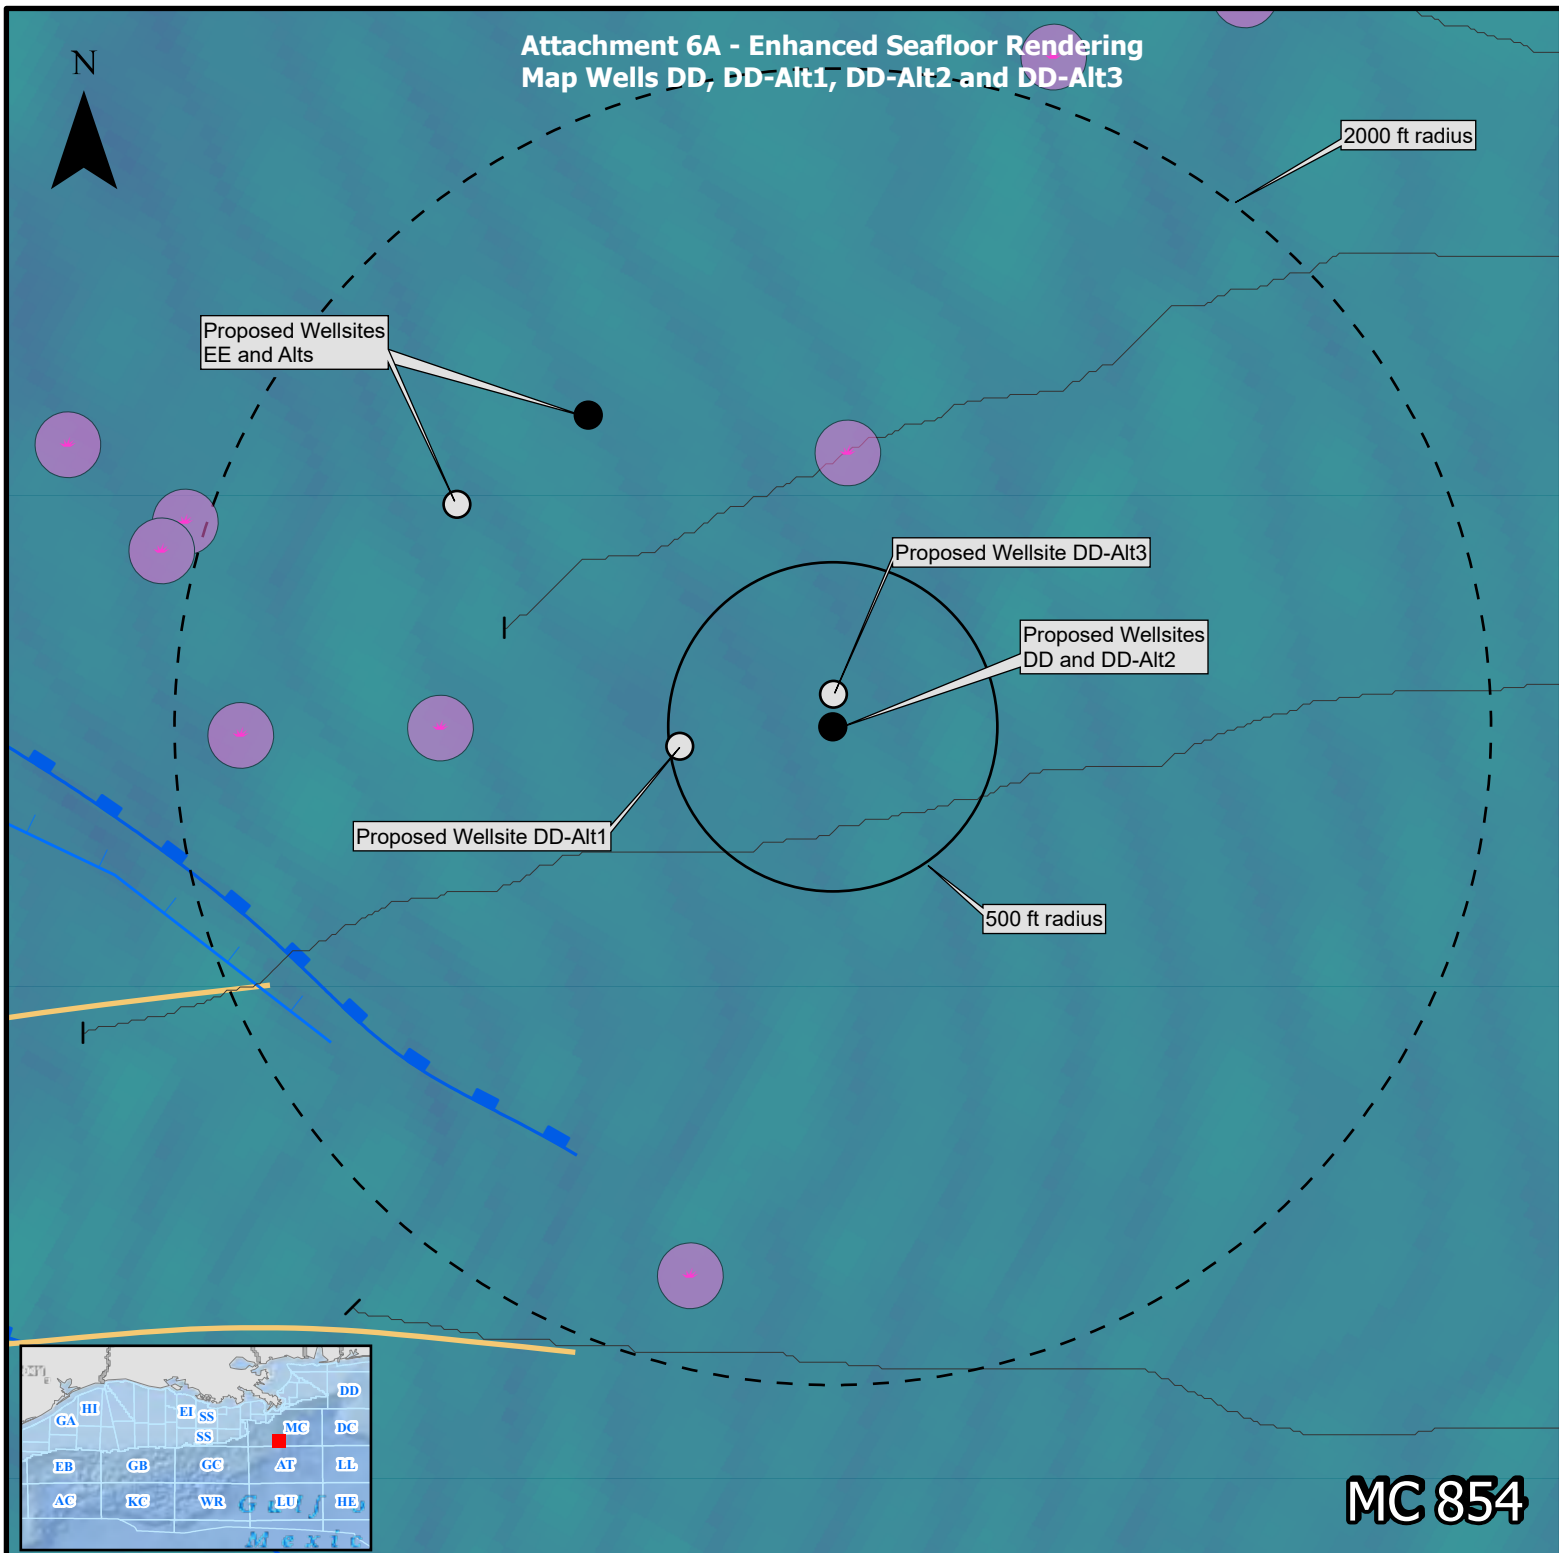 Attachment 6A - Enhanced Seafloor Rendering
Map Wells DD, DD-Alt1, DD-Alt2 and DD-Alt3
N
2000 ft radius
Proposed Wellsites
EE and Alts
Proposed Wellsite DD-Alt3
Proposed Wellsites
DD and DD-Alt2
Proposed Wellsite DD-Alt1
500 ft radius
DD
HI
GA
EI
SS
MC
DC
SS
EB
GB
GC
AT
LL
AC
KC
WR
LU
HE
Gulf o
Mexic
MC 854